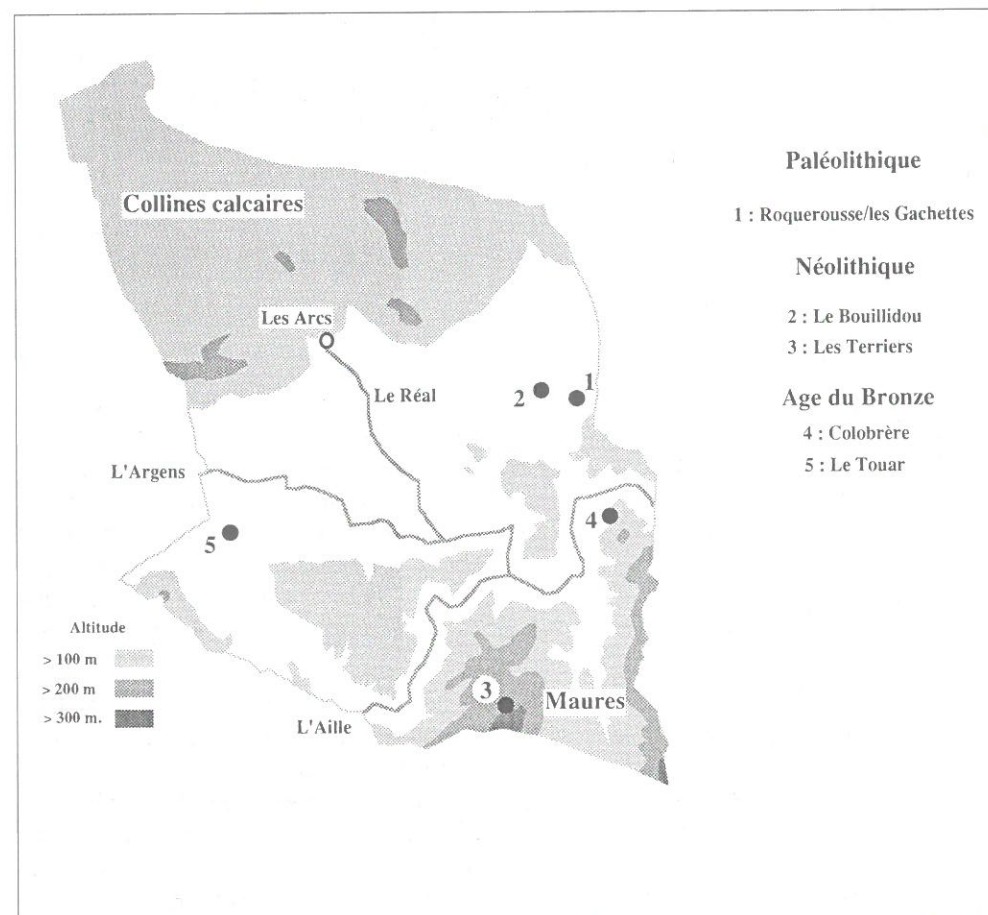 Collines calcaires
Les Arcs
Le Réal
L'Argens
2
1
4
5
3
Maures
L'Aille
Altitude
> 100 m
> 200 m
> 300 m.
Paléolithique
1 : Roquerousse/les Gachettes
Néolithique
2 : Le Bouillidou
3 : Les Terriers
Age du Bronze
4 : Colobrère
5 : Le Touar